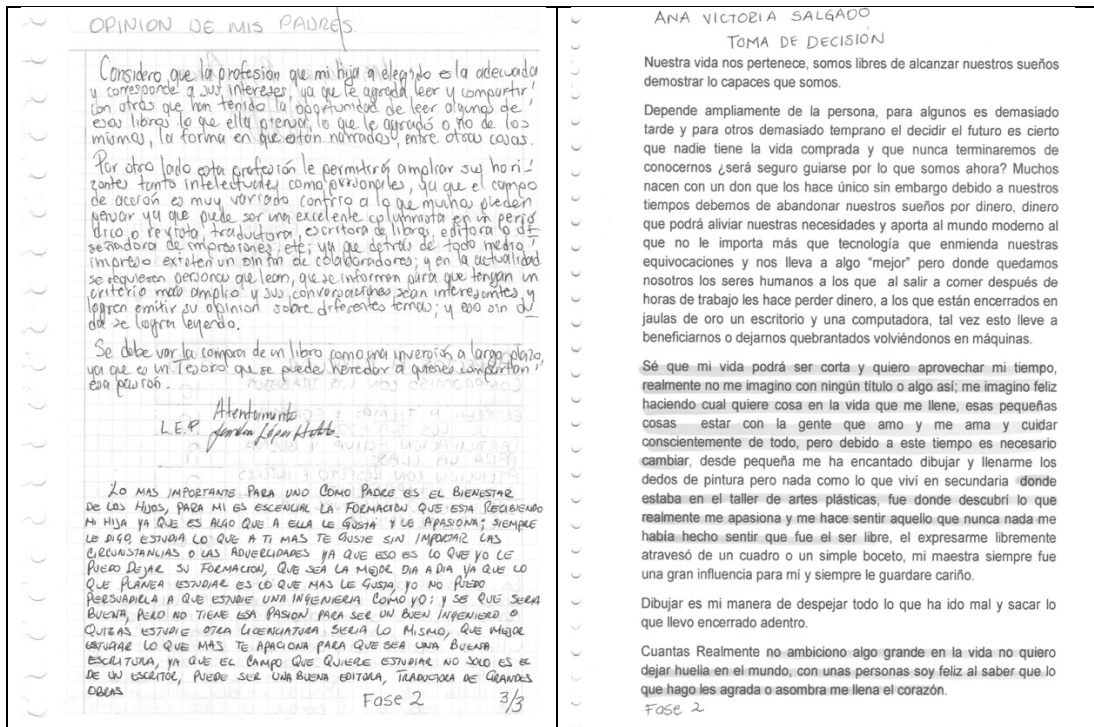 OPINION DE MIS PADRES.
Considero que la profesión que mi hija a elegido es la adecuada
y corresponde a sus intereses, ya que le agrada leer y compartir
con otros que han tenido la oportunidad de leer algunos de
esos libros lo que ella piensa, lo que le agradó o no de los
mismos, la forma en que están narrados, entre otras cosas.
Por otro lado esta profesión le permitirá ampliar sus hori-
zontes tanto intelectuales como personales, ya que el campo
de acción es muy variado contrio a lo que muchos pueden
pensar ya que puede ser una excelente columnista en un perió
dico, o revista, traductora, escritora de libros, editora, o di
señadora de impresiones, etc; ya que detrás de todo medio
impreso existen un sinfín de colaboradores; y en la actualidad
se requieren personas que lean, que se informen para que tengan un
criterio más amplio y sus conversaciones sean interesantes y
logren emitir su opinión sobre diferentes temas; y eso sin du
da se logra leyendo.
Se debe ver la compra de un libro como una inversión a largo plazo,
ya que es un Tesoro que se puede heredar a quienes compartan
esa pasión.
Atentamente
L.E.P.
LO MAS IMPORTANTE PARA UNO COMO PADRE ES EL BIENESTAR
DE LOS HIJOS, PARA MI ES ESCENCIAL LA FORMACION QUE ESTA RECIBIENDO
MI HIJA YA QUE ES ALGO QUE A ELLA LE GUSTA Y LE APASIONA; SIEMPRE
LE DIGO, ESTUDIA LO QUE A TI MAS TE GUSTE SIN IMPORTAR LAS
CIRCUNSTANCIAS O LAS ADVERCIDADES YA QUE ESO ES LO QUE YO LE
PUEDO DEJAR SU FORMACION, QUE SEA LA MEJOR DIA A DIA YA QUE LO
QUE PLANEA ESTUDIAR ES LO QUE MAS LE GUSTA, YO NO PUEDO
PERSUADIRLA A QUE ESTUDIE UNA INGENIERIA COMO YO; Y SE QUE SERIA
BUENA, PERO NO TIENE ESA PASION PARA SER UN BUEN INGENIERO O
QUIZAS ESTUDIE OTRA LICENCIATURA SERIA LO MISMO, QUE MEJOR
ESTUDIAR LO QUE MAS TE APACIONA PARA QUE SEA UNA BUENA
ESCRITURA, YA QUE EL CAMPO QUE QUIERE ESTUDIAR NO SOLO ES EL
DE UN ESCRITOR, PUEDE SER UNA BUENA EDITORA, TRADUCTORA DE GRANDES
OBRAS
Fase 2 3/3
ANA VICTORIA SALGADO
TOMA DE DECISIÓN
Nuestra vida nos pertenece, somos libres de alcanzar nuestros sueños
demostrar lo capaces que somos.
Depende ampliamente de la persona, para algunos es demasiado
tarde y para otros demasiado temprano el decidir el futuro es cierto
que nadie tiene la vida comprada y que nunca terminaremos de
conocernos ¿será seguro guiarse por lo que somos ahora? Muchos
nacen con un don que los hace único sin embargo debido a nuestros
tiempos debemos de abandonar nuestros sueños por dinero, dinero
que podrá aliviar nuestras necesidades y aporta al mundo moderno al
que no le importa más que tecnología que enmienda nuestras
equivocaciones y nos lleva a algo “mejor” pero donde quedamos
nosotros los seres humanos a los que al salir a comer después de
horas de trabajo les hace perder dinero, a los que están encerrados en
jaulas de oro un escritorio y una computadora, tal vez esto lleve a
beneficiarnos o dejarnos quebrantados volviéndonos en máquinas.
Sé que mi vida podrá ser corta y quiero aprovechar mi tiempo,
realmente no me imagino con ningún título o algo así; me imagino feliz
haciendo cual quiere cosa en la vida que me llene, esas pequeñas
cosas estar con la gente que amo y me ama y cuidar
conscientemente de todo, pero debido a este tiempo es necesario
cambiar, desde pequeña me ha encantado dibujar y llenarme los
dedos de pintura pero nada como lo que viví en secundaria donde
estaba en el taller de artes plásticas, fue donde descubrí lo que
realmente me apasiona y me hace sentir aquello que nunca nada me
había hecho sentir que fue el ser libre, el expresarme libremente
atravesó de un cuadro o un simple boceto, mi maestra siempre fue
una gran influencia para mí y siempre le guardare cariño.
Dibujar es mi manera de despejar todo lo que ha ido mal y sacar lo
que llevo encerrado adentro.
Cuantas Realmente no ambiciono algo grande en la vida no quiero
dejar huella en el mundo, con unas personas soy feliz al saber que lo
que hago les agrada o asombra me llena el corazón.
Fase 2